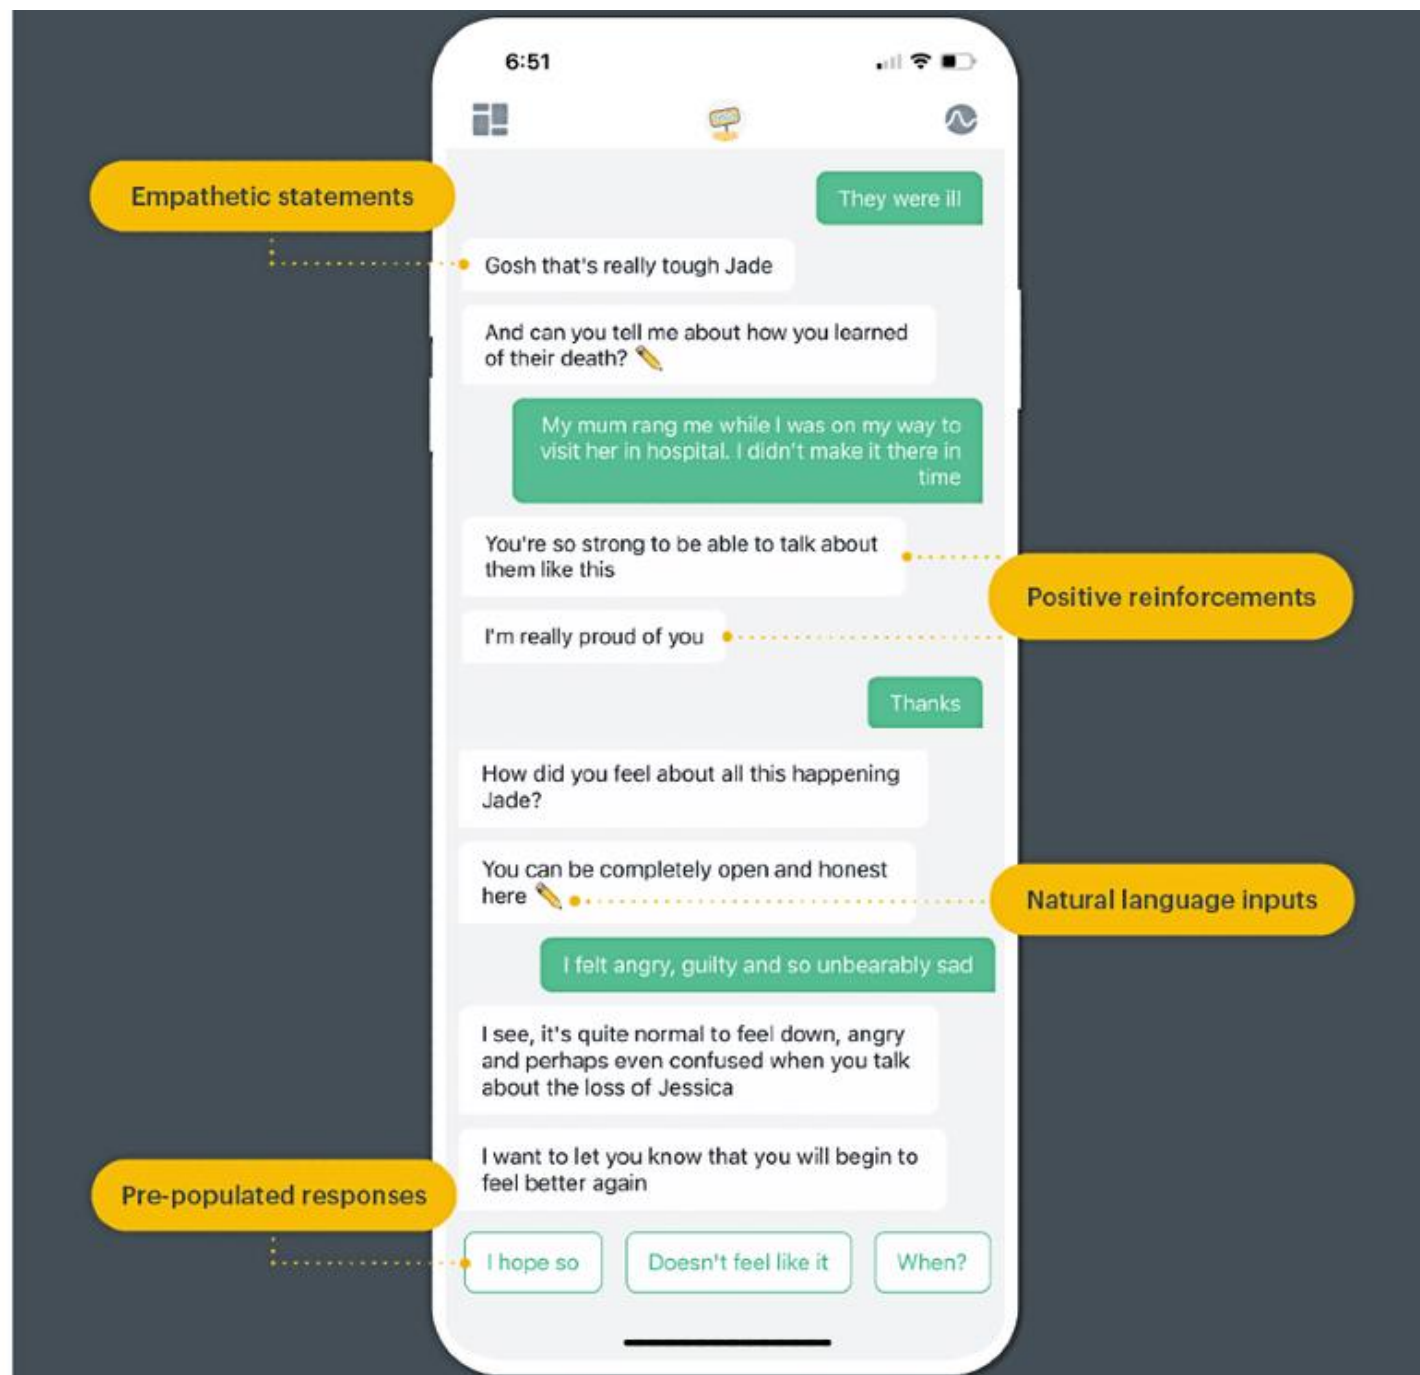 6:51
They were ill
Empathetic statements
Gosh that's really tough Jade
And can you tell me about how you learned
of their death?
My mum rang me while I was on my way to
visit her in hospital. I didn't make it there in
time
You're so strong to be able to talk about
them like this
Positive reinforcements
I'm really proud of you
Thanks
How did you feel about all this happening
Jade?
You can be completely open and honest
here
Natural language inputs
I felt angry, guilty and so unbearably sad
I see, it's quite normal to feel down, angry
and perhaps even confused when you talk
about the loss of Jessica
I want to let you know that you will begin to
feel better again
Pre-populated responses
I hope so
Doesn't feel like it
When?